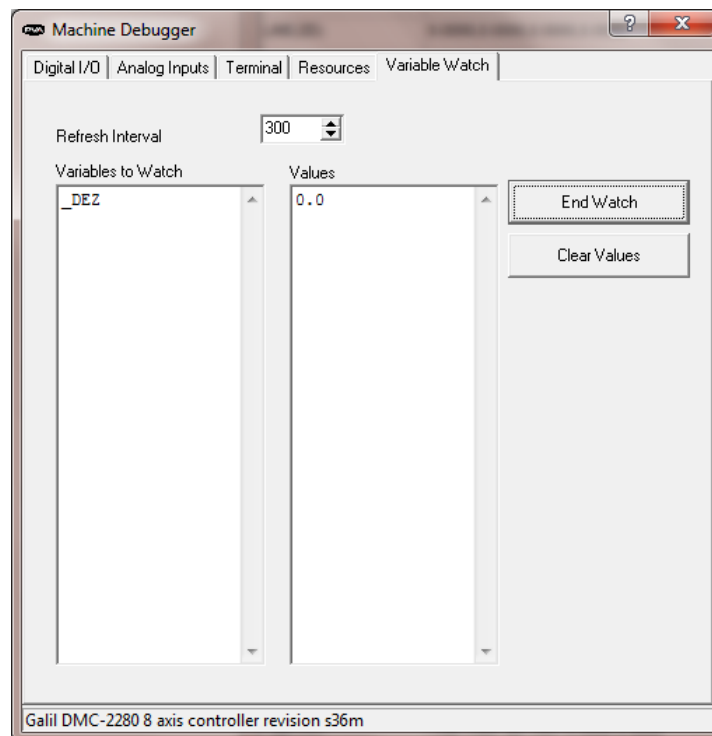 Machine Debugger
Digital I/O Analog Inputs Terminal Resources Variable Watch
Refresh Interval 300
Variables to Watch Values
_DEZ 0.0
End Watch
Clear Values
Galil DMC-2280 8 axis controller revision s36m